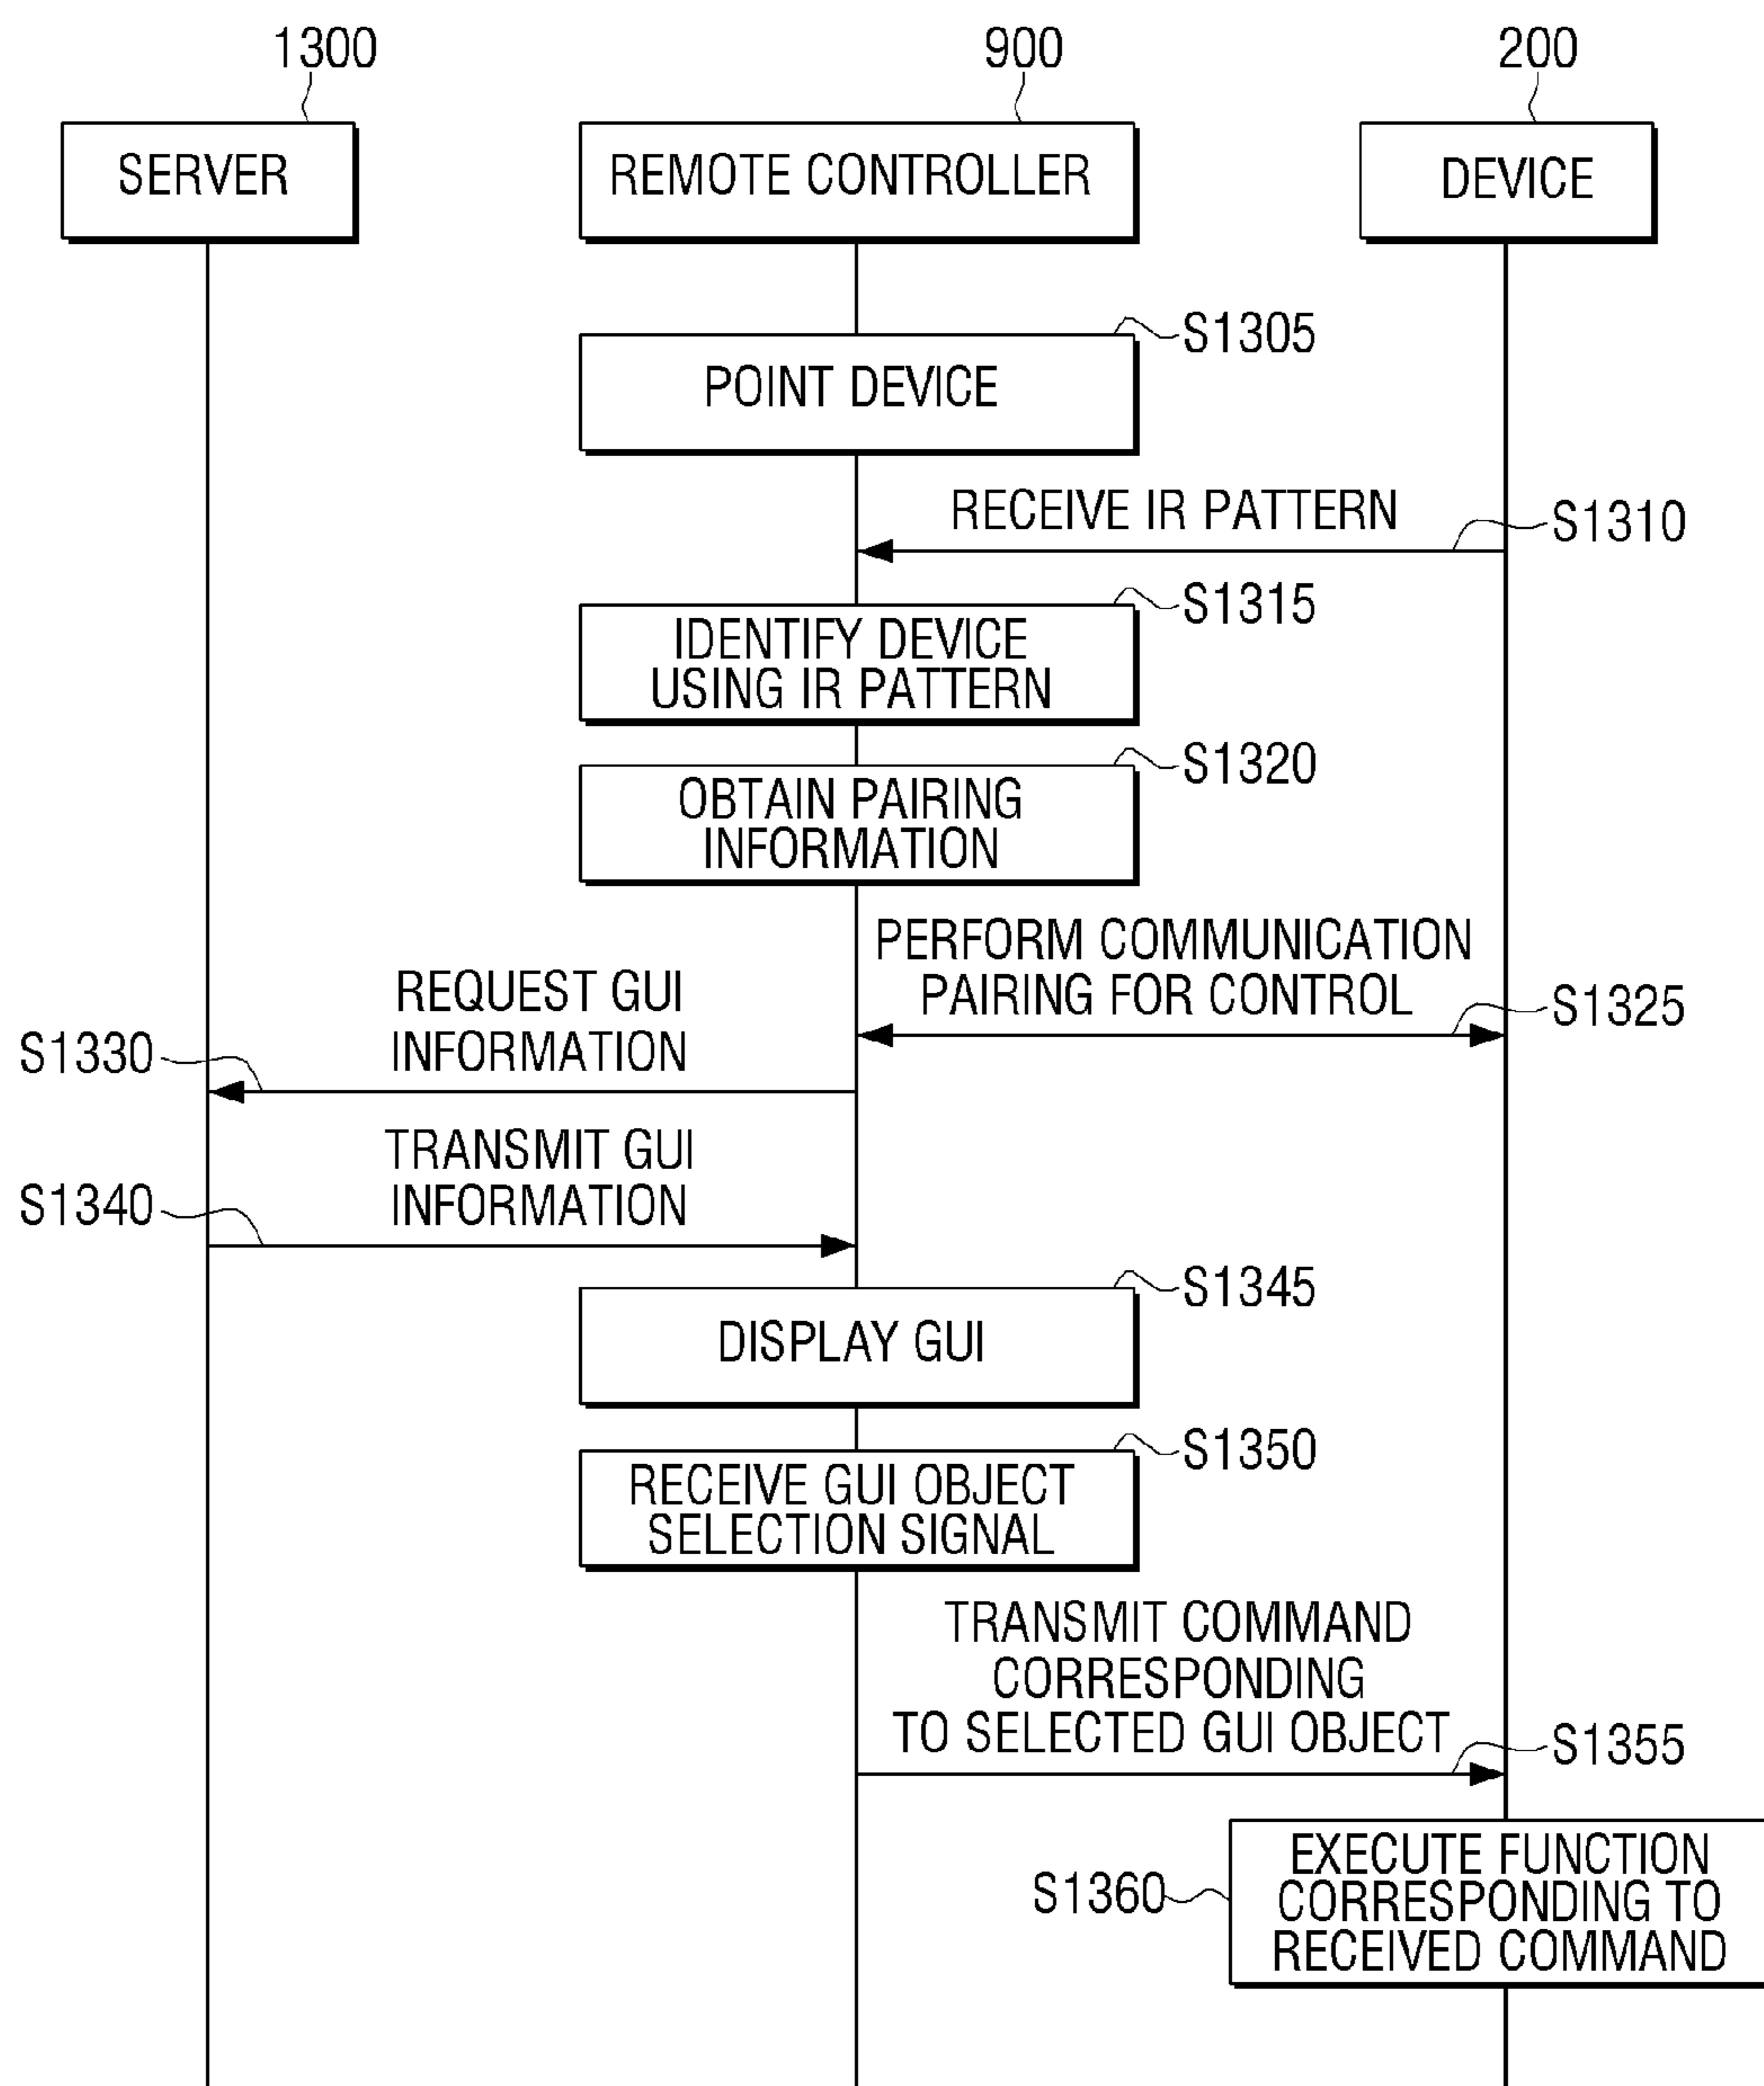 1300
900
200
SERVER
REMOTE CONTROLLER
DEVICE
S1305
POINT DEVICE
RECEIVE IR PATTERN
S1310
S1315
IDENTIFY DEVICE
USING IR PATTERN
S1320
OBTAIN PAIRING
INFORMATION
PERFORM COMMUNICATION
PAIRING FOR CONTROL
S1325
REQUEST GUI
INFORMATION
S1330
TRANSMIT GUI
INFORMATION
S1340
S1345
DISPLAY GUI
S1350
RECEIVE GUI OBJECT
SELECTION SIGNAL
TRANSMIT COMMAND
CORRESPONDING
TO SELECTED GUI OBJECT
S1355
EXECUTE FUNCTION
CORRESPONDING TO
RECEIVED COMMAND
S1360